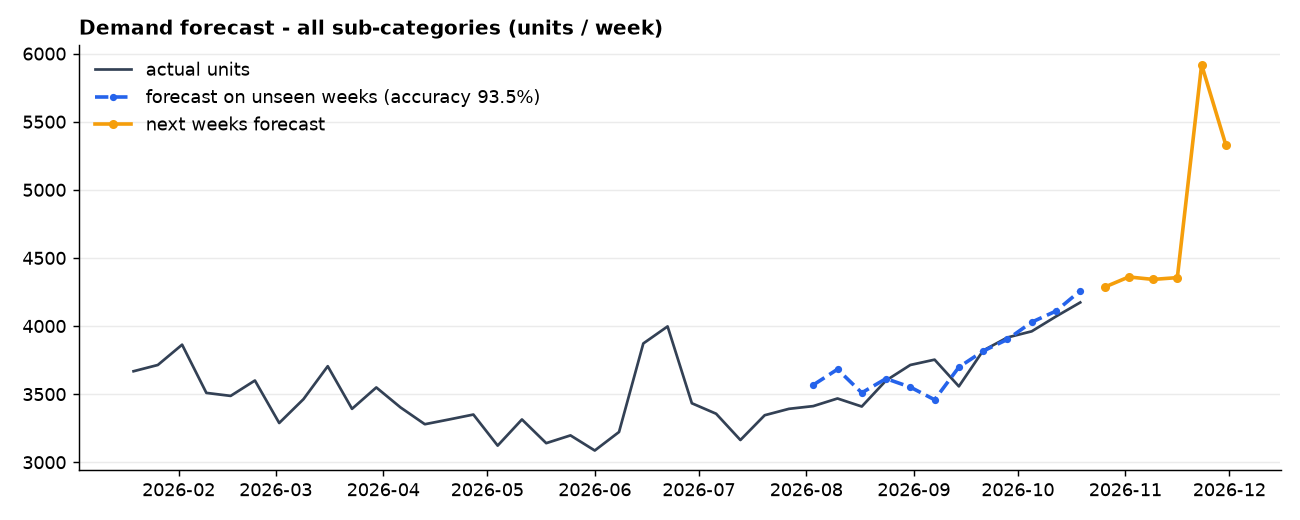 Demand forecast - all sub-categories (units / week)
actual units
forecast on unseen weeks (accuracy 93.5%)
next weeks forecast
6000
5500
5000
4500
4000
3500
3000
2026-02 2026-03 2026-04 2026-05 2026-06 2026-07 2026-08 2026-09 2026-10 2026-11 2026-12